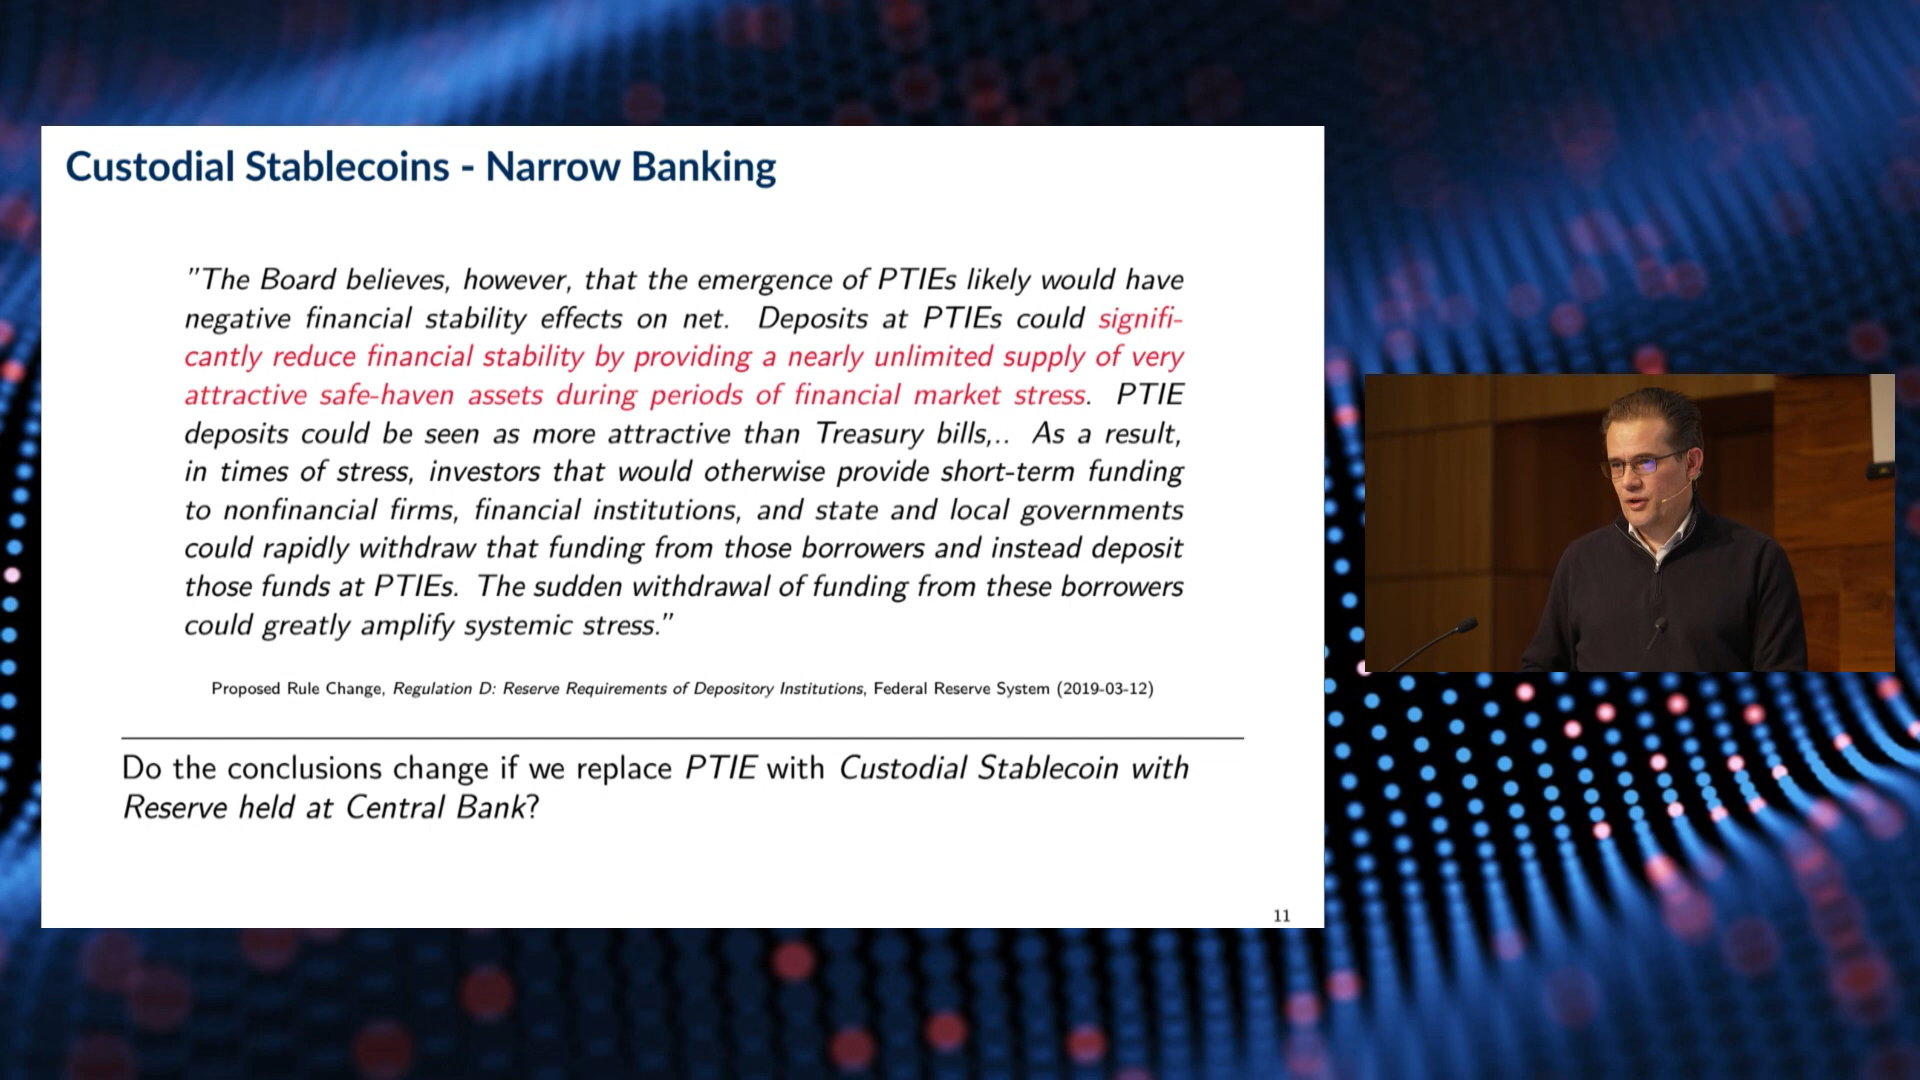 Custodial Stablecoins - Narrow Banking
"The Board believes, however, that the emergence of PTIEs likely would have
negative financial stability effects on net. Deposits at PTIEs could signifi-
cantly reduce financial stability by providing a nearly unlimited supply of very
attractive safe-haven assets during periods of financial market stress. PTIE
deposits could be seen as more attractive than Treasury bills,.. As a result,
in times of stress, investors that would otherwise provide short-term funding
to nonfinancial firms, financial institutions, and state and local governments
could rapidly withdraw that funding from those borrowers and instead deposit
those funds at PTIEs. The sudden withdrawal of funding from these borrowers
could greatly amplify systemic stress."
Proposed Rule Change, Regulation D: Reserve Requirements of Depository Institutions, Federal Reserve System (2019-03-12)
Do the conclusions change if we replace PTIE with Custodial Stablecoin with
Reserve held at Central Bank?
11